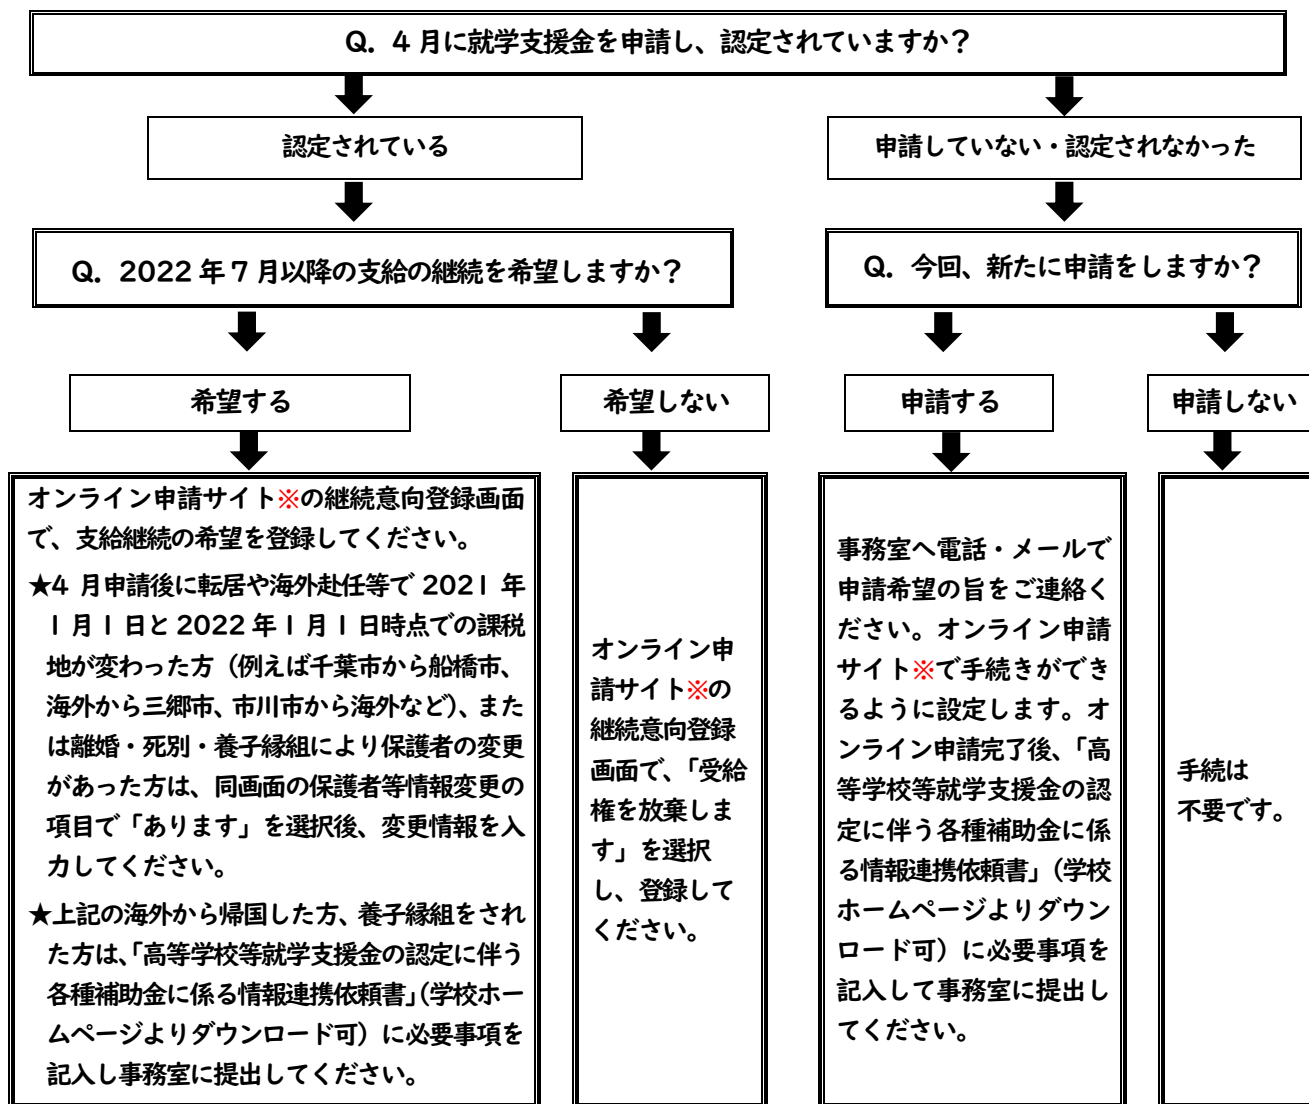 Q. 4月に就学支援金を申請し、認定されていますか?
認定されている
申請していない・認定されなかった
Q. 2022年7月以降の支給の継続を希望しますか?
Q. 今回、新たに申請をしますか?
希望する
希望しない
申請する
申請しない
オンライン申請サイト※の継続意向登録画面
で、支給継続の希望を登録してください。
★4 月申請後に転居や海外赴任等で 2021 年
1月1日と2022年1月1日時点での課税
地が変わった方(例えば千葉市から船橋市、
海外から三郷市、市川市から海外など)、また
は離婚・死別・養子縁組により保護者の変更
があった方は、同画面の保護者等情報変更の
項目で「あります」を選択後、変更情報を入
力してください。
★上記の海外から帰国した方、養子縁組をされ
た方は、「高等学校等就学支援金の認定に伴う
各種補助金に係る情報連携依頼書」(学校ホー
ムページよりダウンロード可)に必要事項を
記入し事務室に提出してください。
オンライン申
請サイト※の
継続意向登録
画面で、「受給
権を放棄しま
す」を選択
し、登録して
ください。
事務室へ電話・メールで
申請希望の旨をご連絡く
ださい。オンライン申請
サイト※で手続きができ
るように設定します。オ
ンライン申請完了後、「高
等学校等就学支援金の認
定に伴う各種補助金に係
る情報連携依頼書」(学校
ホームページよりダウン
ロード可)に必要事項を
記入して事務室に提出し
てください。
手続は
不要です。